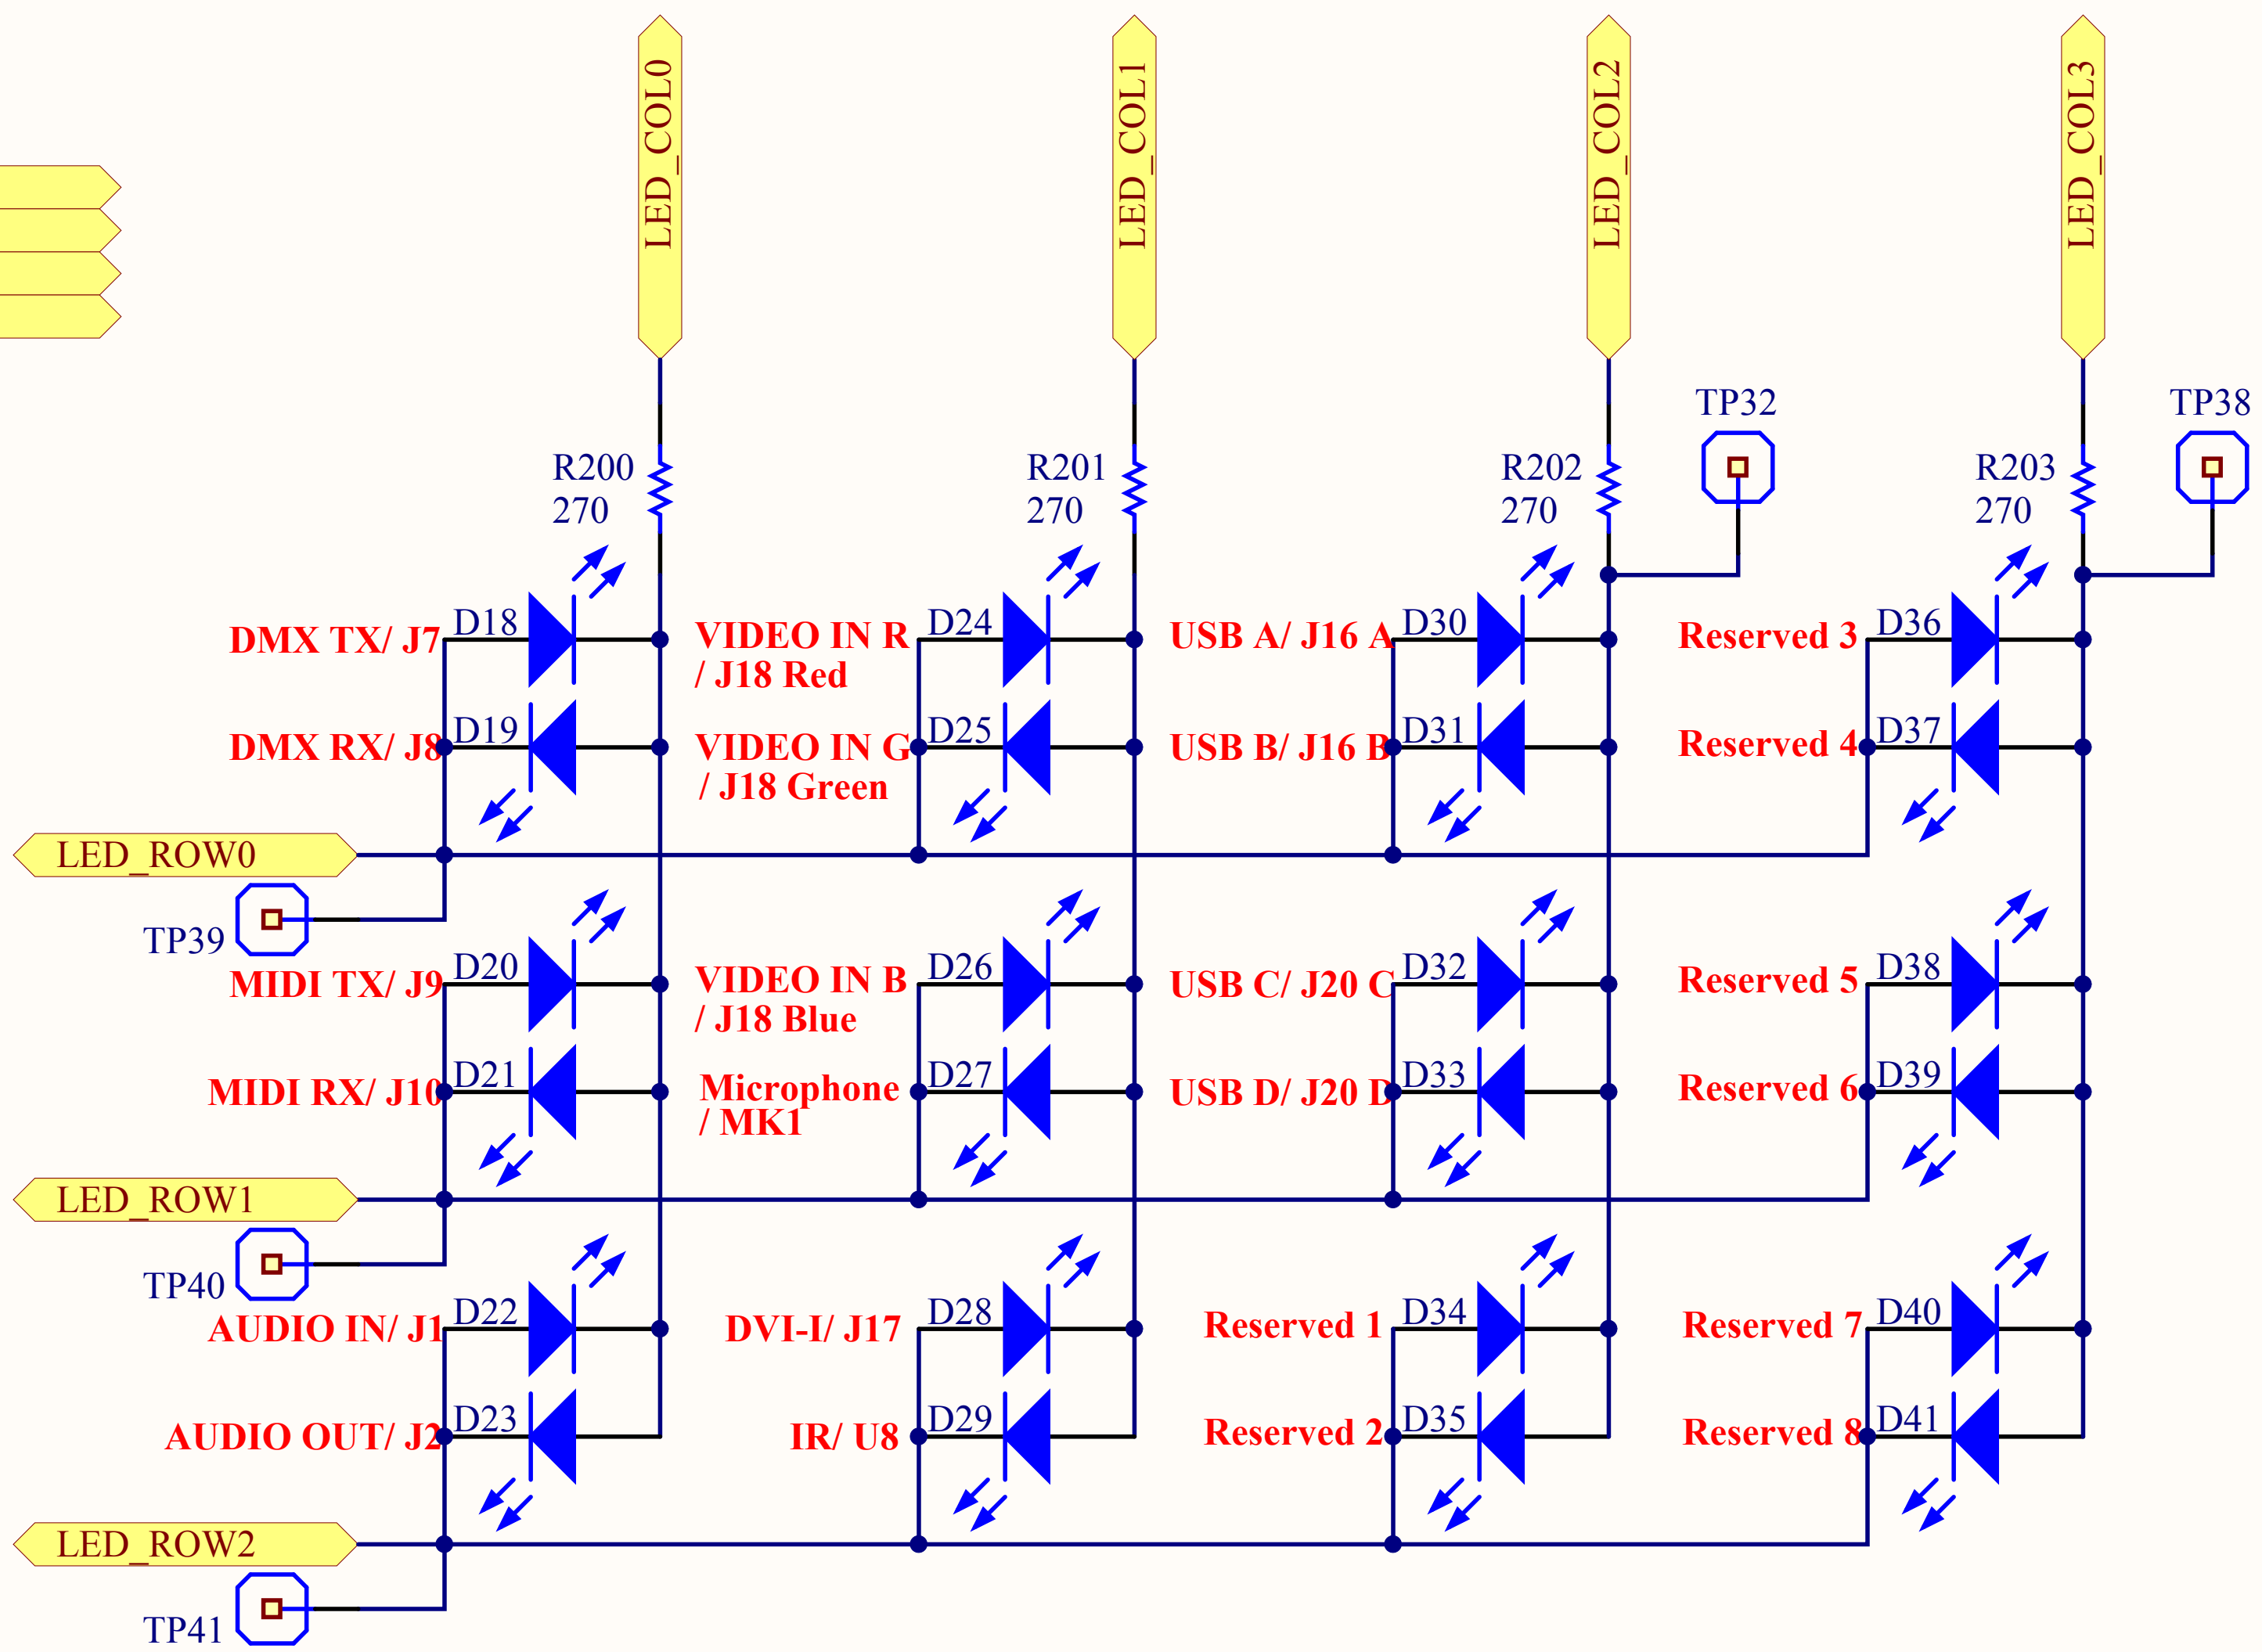 LED_COL0
LED_COL1
LED_COL2
LED_COL3
TP32
TP38
R200
270
R201
270
R202
270
R203
270
DMX TX/ J7
D18
VIDEO IN R
/ J18 Red
D24
USB A/ J16 A
D30
Reserved 3
D36
DMX RX/ J8
D19
VIDEO IN G
/ J18 Green
D25
USB B/ J16 B
D31
Reserved 4
D37
LED_ROW0
TP39
MIDI TX/ J9
D20
VIDEO IN B
/ J18 Blue
D26
USB C/ J20 C
D32
Reserved 5
D38
MIDI RX/ J10
D21
Microphone
/ MK1
D27
USB D/ J20 D
D33
Reserved 6
D39
LED_ROW1
TP40
AUDIO IN/ J1
D22
DVI-I/ J17
D28
Reserved 1
D34
Reserved 7
D40
AUDIO OUT/ J2
D23
IR/ U8
D29
Reserved 2
D35
Reserved 8
D41
LED_ROW2
TP41